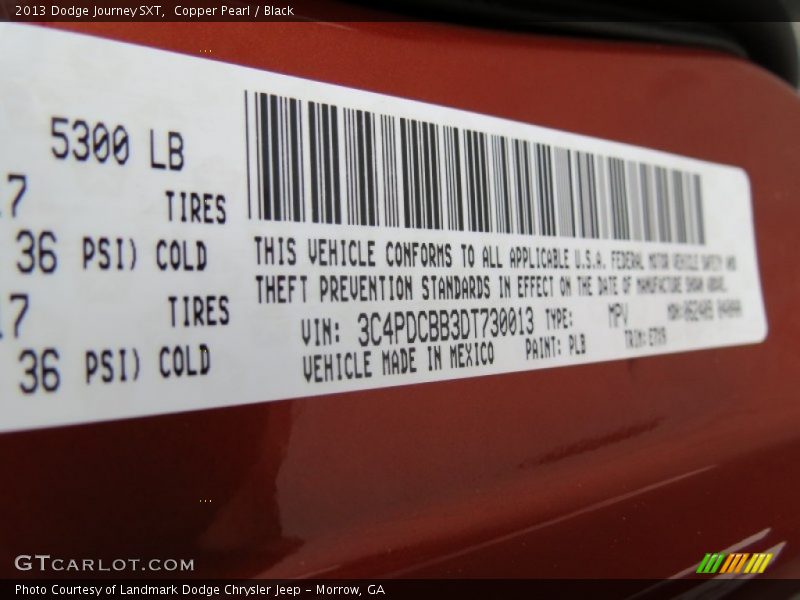 2013 Dodge Journey SXT, Copper Pearl / Black
5300 LB
17 TIRES
36 PSI) COLD
17 TIRES
36 PSI) COLD
THIS VEHICLE CONFORMS TO ALL APPLICABLE U.S.A. FEDERAL MOTOR VEHICLE SAFETY AND
THEFT PREVENTION STANDARDS IN EFFECT ON THE DATE OF MANUFACTURE SHOWN ABOVE.
VIN: 3C4PDCBB3DT730013 TYPE: MPV
VEHICLE MADE IN MEXICO PAINT: PLB TRIM:
GTCARLOT.COM
Photo Courtesy of Landmark Dodge Chrysler Jeep - Morrow, GA